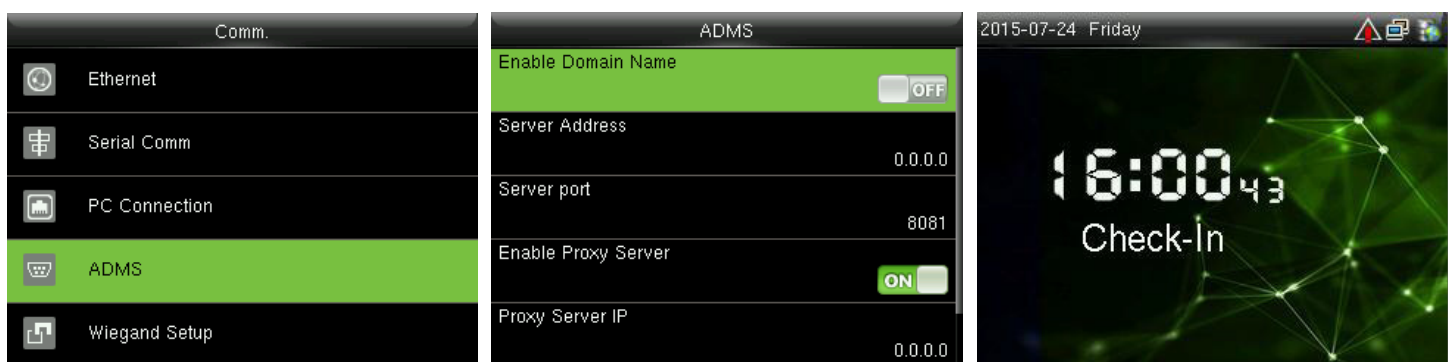 Comm.
Ethernet
Serial Comm
PC Connection
ADMS
Wiegand Setup
ADMS
Enable Domain Name
OFF
Server Address
0.0.0.0
Server port
8081
Enable Proxy Server
ON
Proxy Server IP
0.0.0.0
2015-07-24 Friday
16:00 43
Check-In